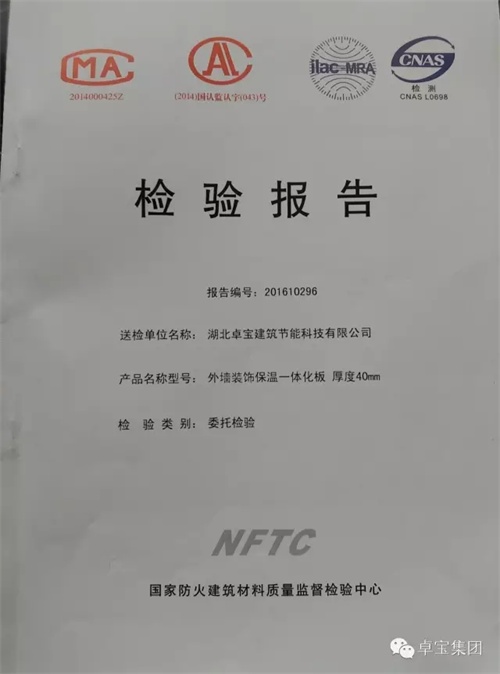 CMA
2014000425Z
CAL
(2014)国认监认字(043)号
ilac-MRA
CNAS
检测
CNAS L0698
检验报告
报告编号：201610296
送检单位名称：湖北卓宝建筑节能科技有限公司
产品名称型号：外墙装饰保温一体化板 厚度40mm
检验类别：委托检验
NFTC
国家防火建筑材料质量监督检验中心
卓宝集团